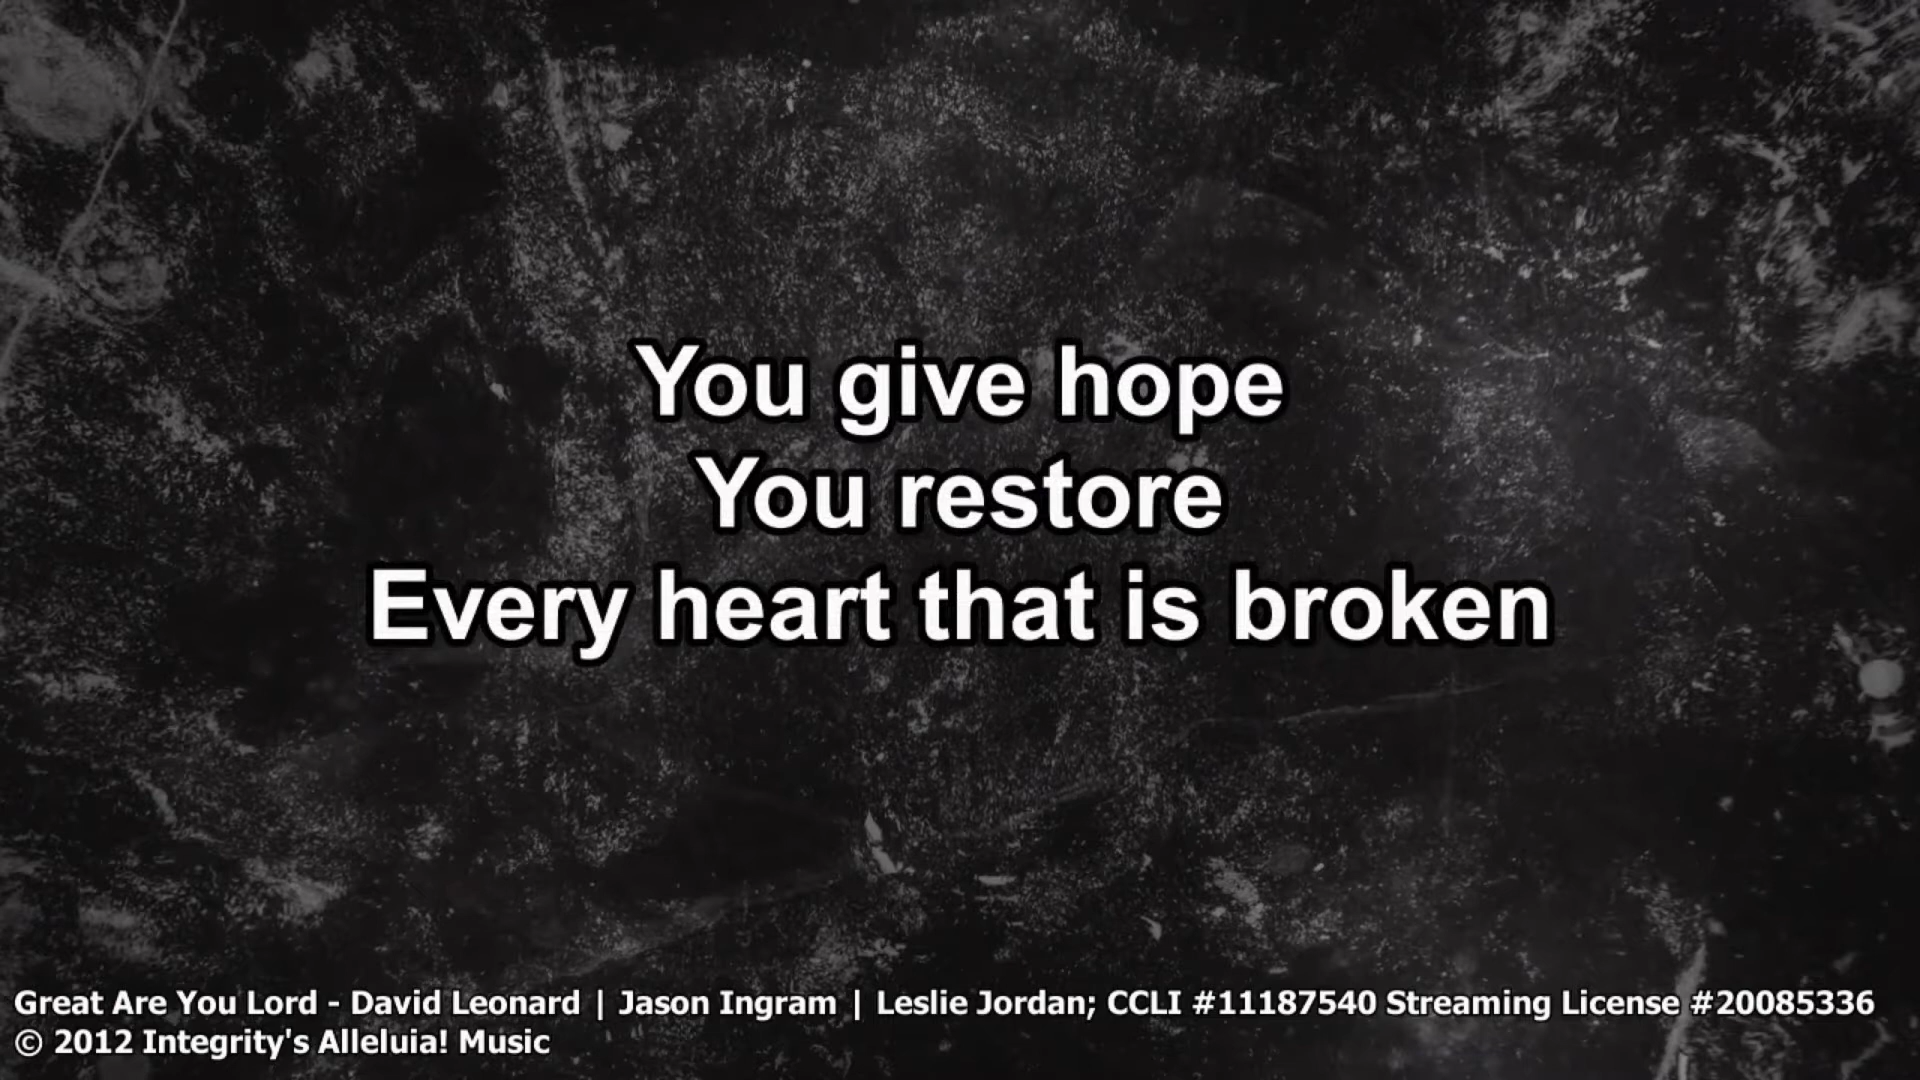 You give hope
You restore
Every heart that is broken
Great Are You Lord - David Leonard | Jason Ingram | Leslie Jordan; CCLI #11187540 Streaming License #20085336
© 2012 Integrity's Alleluia! Music